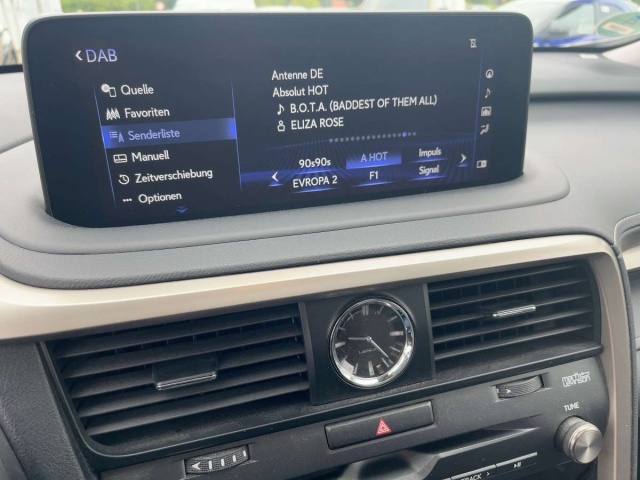 DAB
Quelle
Favoriten
Senderliste
Manuell
Zeitverschiebung
Optionen
Antenne DE
Absolut HOT
B.O.T.A. (BADDEST OF THEM ALL)
ELIZA ROSE
90s90s
A HOT
Impuls
EVROPA 2
F1
Signal
TUNE
TRACK